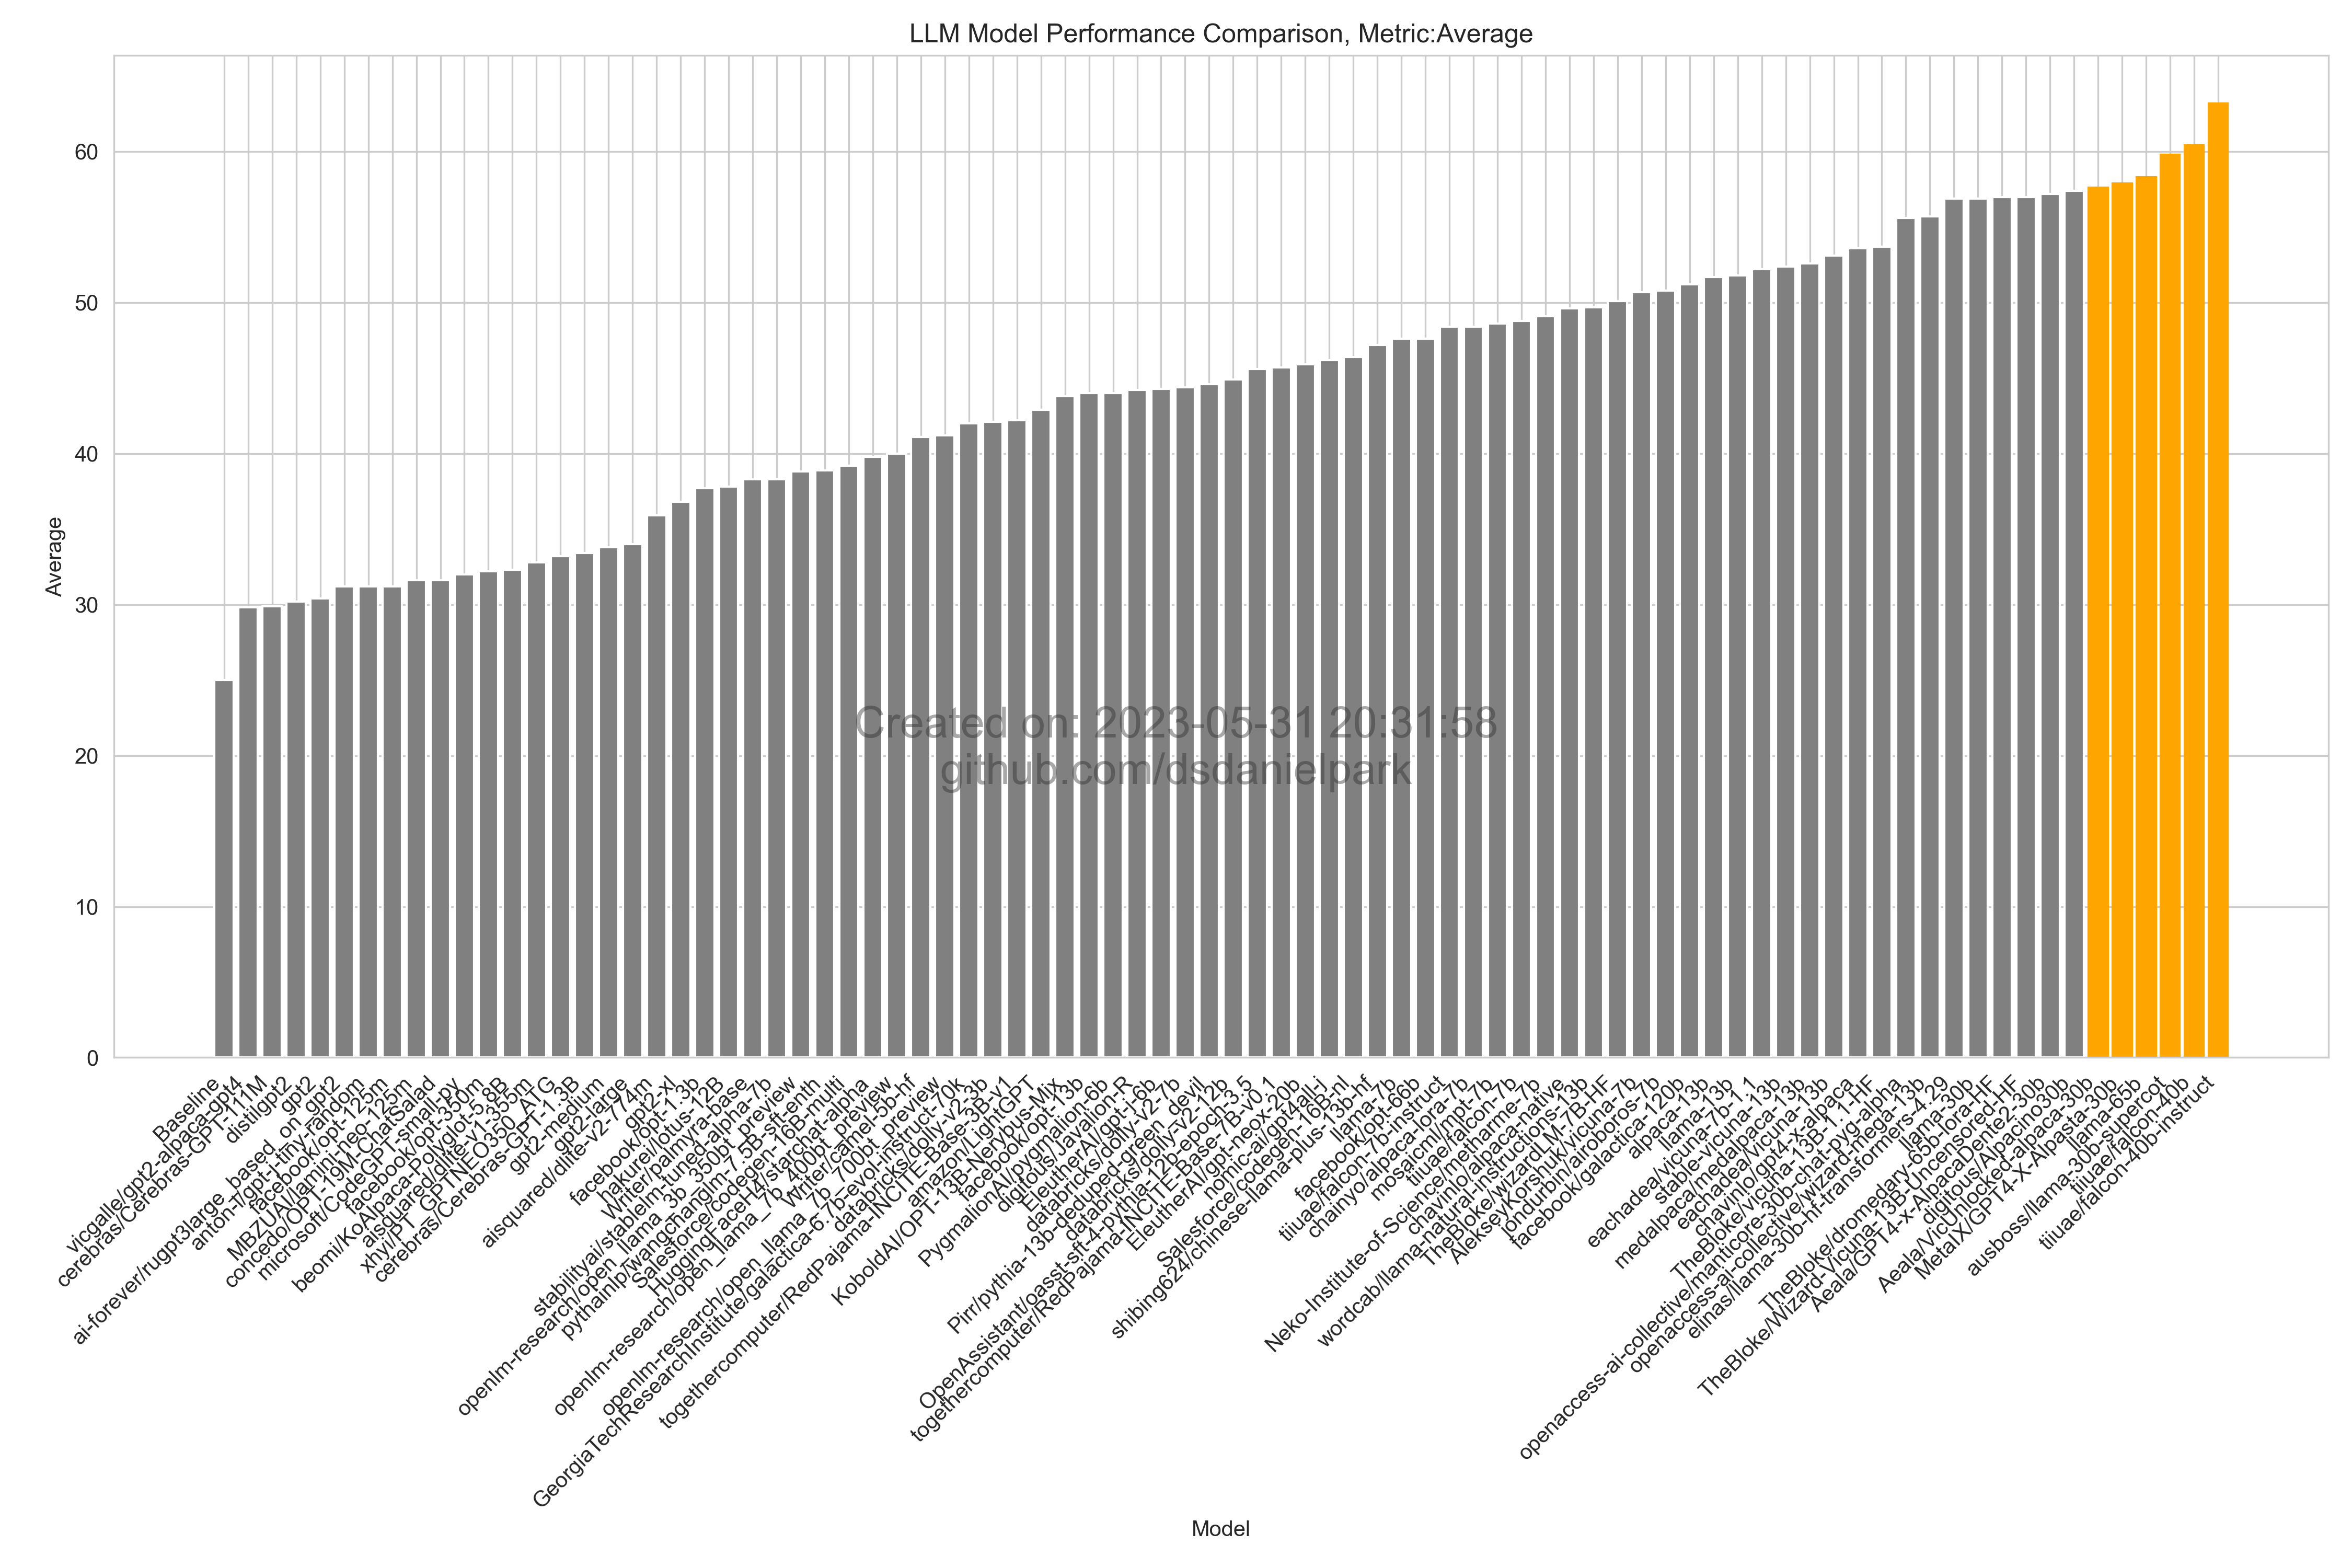 LLM Model Performance Comparison, Metric:Average
60
50
40
30
20
10
0
Average
Created on: 2023-05-31 20:31:58
github.com/dsdanielpark
Baseline
vicgalle/gpt2-alpaca-gpt4
cerebras/Cerebras-GPT-111M
distilgpt2
gpt2
ai-forever/rugpt3large_based_on_gpt2
anton-l/gpt-j-tiny-random
facebook/opt-125m
MBZUAI/lamini-neo-125m
concedo/OPT-19M-ChatSalad
microsoft/CodeGPT-small-py
facebook/opt-350m
beomi/KoAlpaca-Polyglot-5.8B
aisquared/dlite-v1-355m
xhyi/PT_GPTNEO350_ATG
cerebras/Cerebras-GPT-1.3B
gpt2-medium
gpt2-large
aisquared/dlite-v2-774m
gpt2-xl
facebook/opt-1.3b
hakurei/lotus-12B
Writer/palmyra-base
stabilityai/stablelm-tuned-alpha-7b
openlm-research/open_llama_3b_350bt_preview
pythainlp/wangchanglm-7.5B-sft-enth
Salesforce/codegen-16B-multi
HuggingFaceH4/starchat-alpha
openlm-research/open_llama_7b_400bt_preview
Writer/camel-5b-hf
openlm-research/open_llama_7b_700bt_preview
GeorgiaTechResearchInstitute/galactica-6.7b-evol-instruct-70k
databricks/dolly-v2-3b
togethercomputer/RedPajama-INCITE-Base-3B-v1
amazon/LightGPT
KoboldAI/OPT-13B-Nerybus-Mix
facebook/opt-13b
PygmalionAI/pygmalion-6b
digitous/Javalion-R
EleutherAI/gpt-j-6b
databricks/dolly-v2-7b
Pirr/pythia-13b-deduped-green_devil
databricks/dolly-v2-12b
OpenAssistant/oasst-sft-4-pythia-12b-epoch-3.5
togethercomputer/RedPajama-INCITE-Base-7B-v0.1
EleutherAI/gpt-neox-20b
nomic-ai/gpt4all-j
Salesforce/codegen-16B-nl
shibing624/chinese-llama-plus-13b-hf
llama-7b
facebook/opt-66b
tiiuae/falcon-7b-instruct
chainyo/alpaca-lora-7b
mosaicml/mpt-7b
tiiuae/falcon-7b
Neko-Institute-of-Science/metharme-7b
chavinlo/alpaca-native
wordcab/llama-natural-instructions-13b
TheBloke/wizardLM-7B-HF
AlekseyKorshuk/vicuna-7b
jondurbin/airoboros-7b
facebook/galactica-120b
alpaca-13b
llama-13b
eachadea/vicuna-7b-1.1
stable-vicuna-13b
medalpaca/medalpaca-13b
eachadea/vicuna-13b
chavinlo/gpt4-x-alpaca
TheBloke/vicuna-13B-1.1-HF
openaccess-ai-collective/manticore-30b-chat-pyg-alpha
openaccess-ai-collective/wizard-mega-13b
elinas/llama-30b-hf-transformers-4.29
llama-30b
TheBloke/dromedary-65b-lora-HF
TheBloke/Wizard-Vicuna-13B-Uncensored-HF
Aeala/GPT4-x-AlpacaDente2-30b
digitous/Alpacino30b
Aeala/VicUnlocked-alpaca-30b
MetaIX/GPT4-X-Alpasta-30b
llama-65b
ausboss/llama-30b-supercot
tiiuae/falcon-40b
tiiuae/falcon-40b-instruct
Model